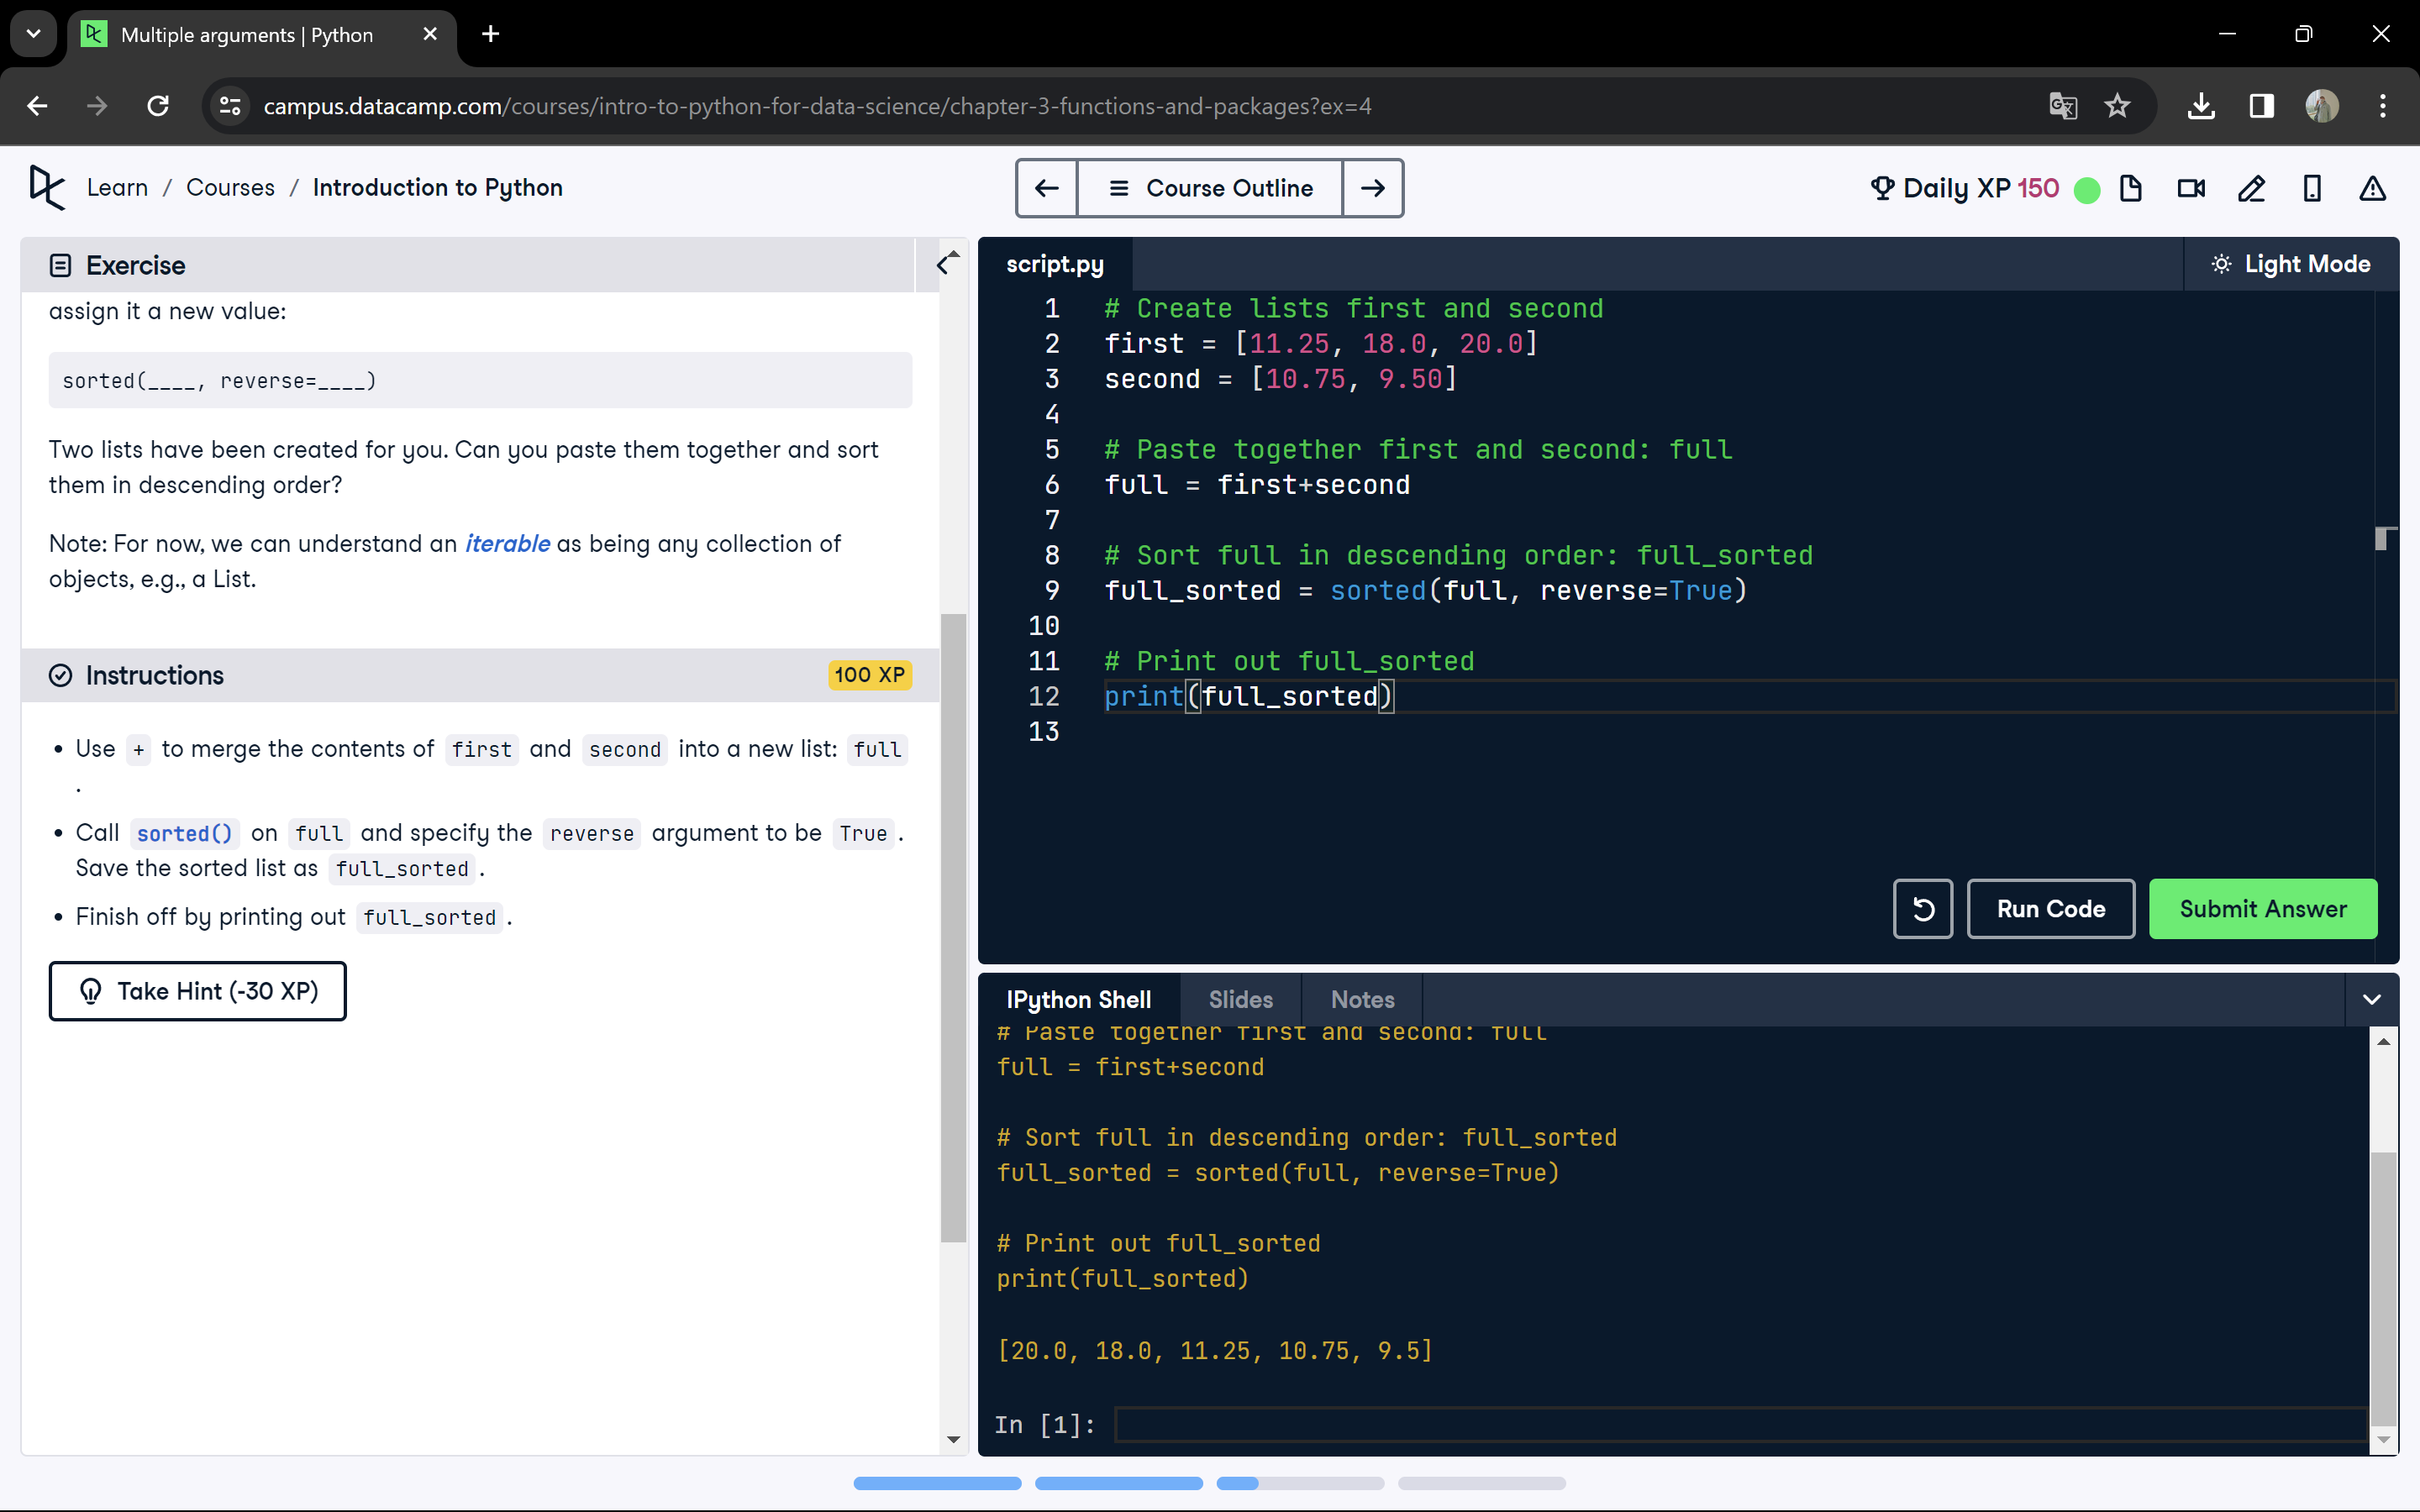 Multiple arguments | Python
campus.datacamp.com/courses/intro-to-python-for-data-science/chapter-3-functions-and-packages?ex=4
Learn / Courses / Introduction to Python
Course Outline
Daily XP 150
Exercise
assign it a new value:
sorted(____, reverse=____)
Two lists have been created for you. Can you paste them together and sort
them in descending order?
Note: For now, we can understand an iterable as being any collection of
objects, e.g., a List.
Instructions
100 XP
• Use + to merge the contents of first and second into a new list: full
.
• Call sorted() on full and specify the reverse argument to be True .
Save the sorted list as full_sorted .
• Finish off by printing out full_sorted .
Take Hint (-30 XP)
script.py
Light Mode
1 # Create lists first and second
2 first = [11.25, 18.0, 20.0]
3 second = [10.75, 9.50]
4
5 # Paste together first and second: full
6 full = first+second
7
8 # Sort full in descending order: full_sorted
9 full_sorted = sorted(full, reverse=True)
10
11 # Print out full_sorted
12 print(full_sorted)
13
Run Code
Submit Answer
IPython Shell
Slides
Notes
# Paste together first and second: full
full = first+second
# Sort full in descending order: full_sorted
full_sorted = sorted(full, reverse=True)
# Print out full_sorted
print(full_sorted)
[20.0, 18.0, 11.25, 10.75, 9.5]
In [1]: